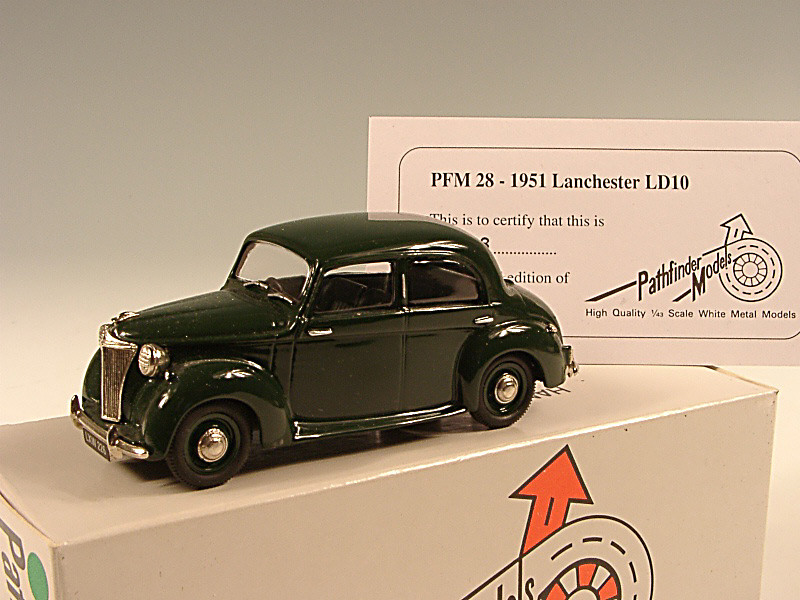 PFM 28 - 1951 Lanchester LD10
This is to certify that this is
3
edition of
Pathfinder
Models
High Quality 1/43 Scale White Metal Models